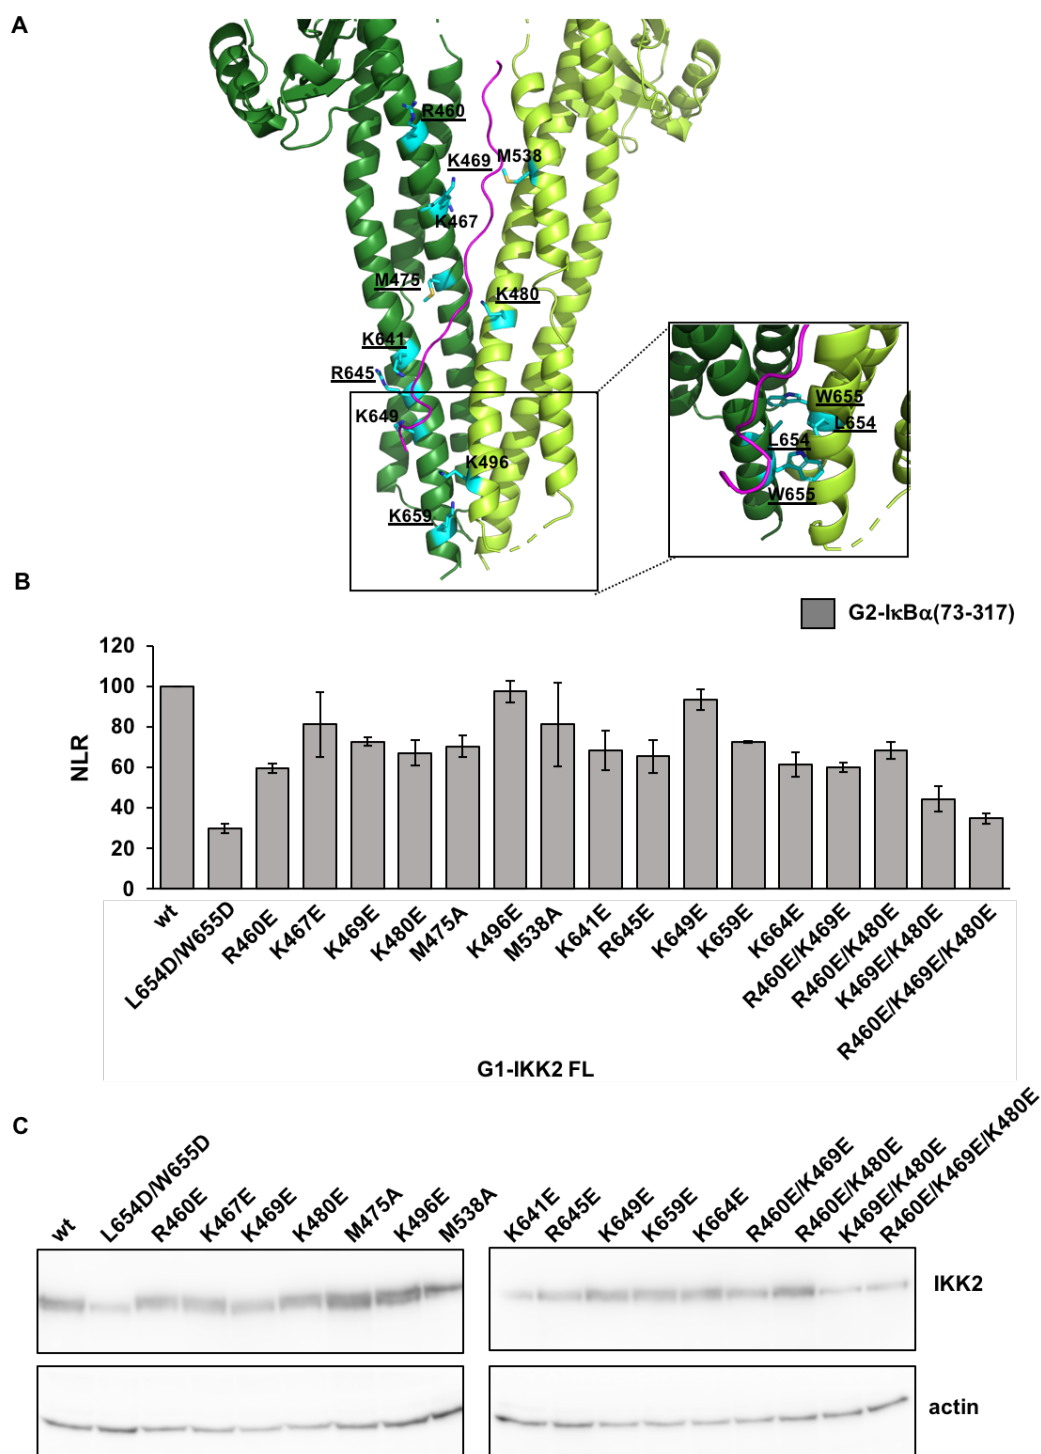 A
R460
K469 M538
K467
M475
K480
K641
R645
K649
K496
K659
W655
L654
L654
W655
B
G2-IκBα(73-317)
120
100
80
60
40
20
0
NLR
wt
L654D/W655D
R460E
K467E
K469E
K480E
M475A
K496E
M538A
K641E
R645E
K649E
K659E
K664E
R460E/K469E
R460E/K480E
K469E/K480E
R460E/K469E/K480E
G1-IKK2 FL
C
wt
L654D/W655D
R460E
K467E
K469E
K480E
M475A
K496E
M538A
K641E
R645E
K649E
K659E
K664E
R460E/K469E
R460E/K480E
K469E/K480E
R460E/K469E/K480E
IKK2
actin